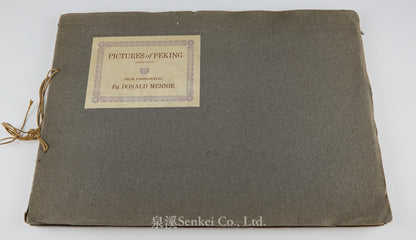 PICTURES of PEKING
FROM PHOTOGRAPHS
By DONALD MENNIE
泉溪Senkei Co., Ltd.